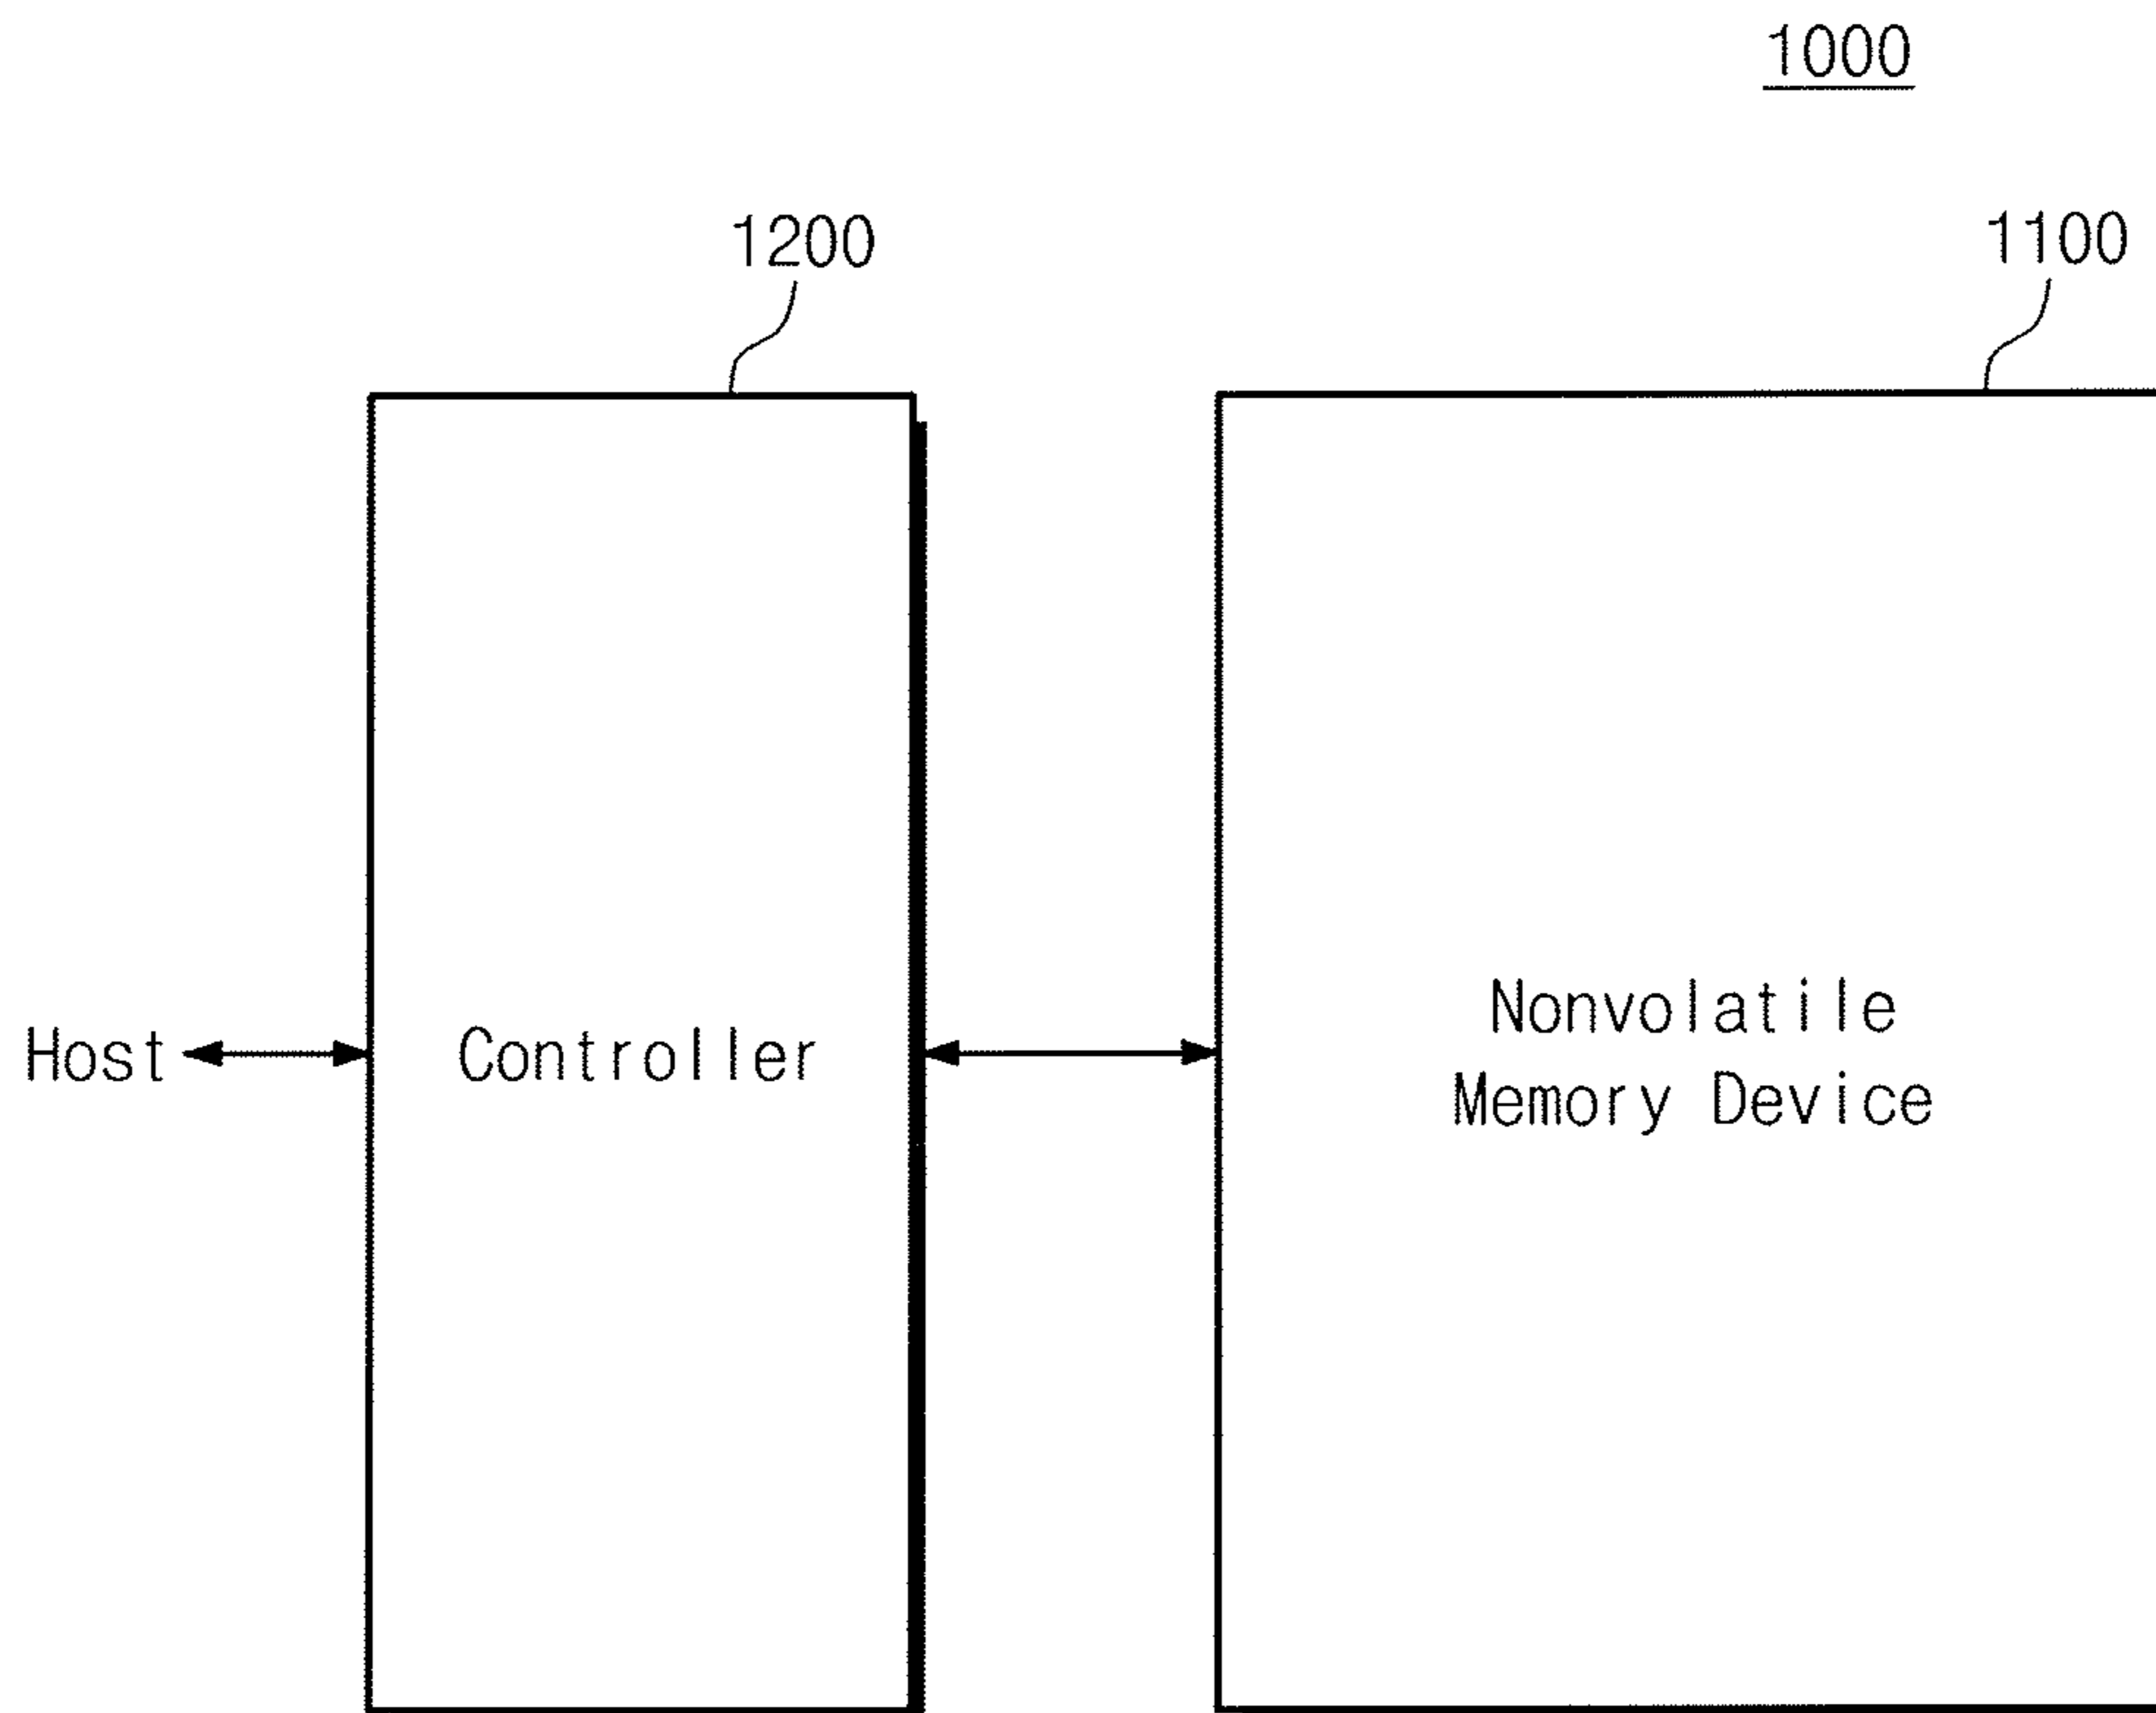 1000
1200
1100
Host
Controller
Nonvolatile
Memory Device